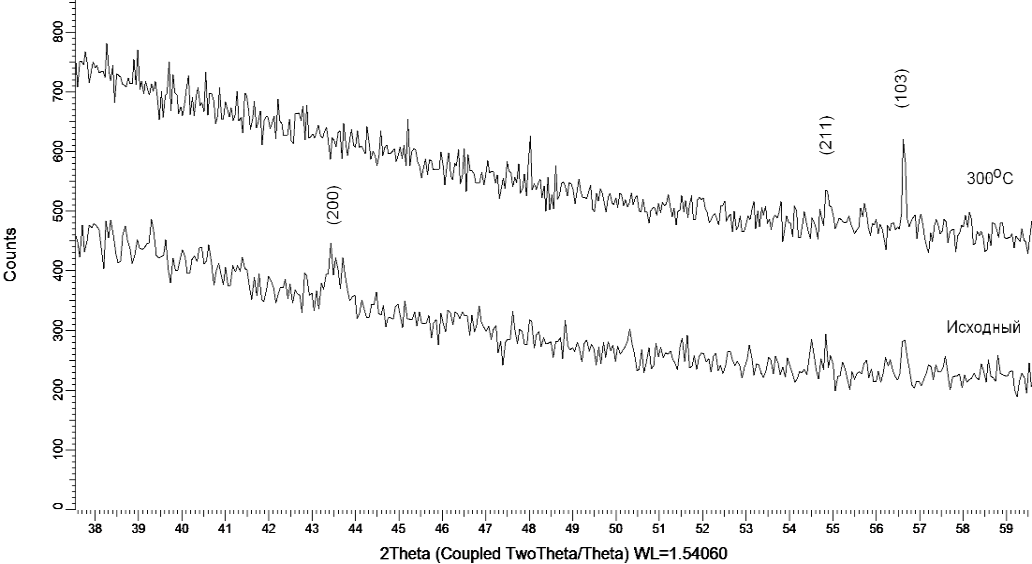 800
700
600
500
400
300
200
100
0
Counts
(200)
(211)
(103)
300⁰C
Исходный
38 39 40 41 42 43 44 45 46 47 48 49 50 51 52 53 54 55 56 57 58 59
2Theta (Coupled TwoTheta/Theta) WL=1.54060